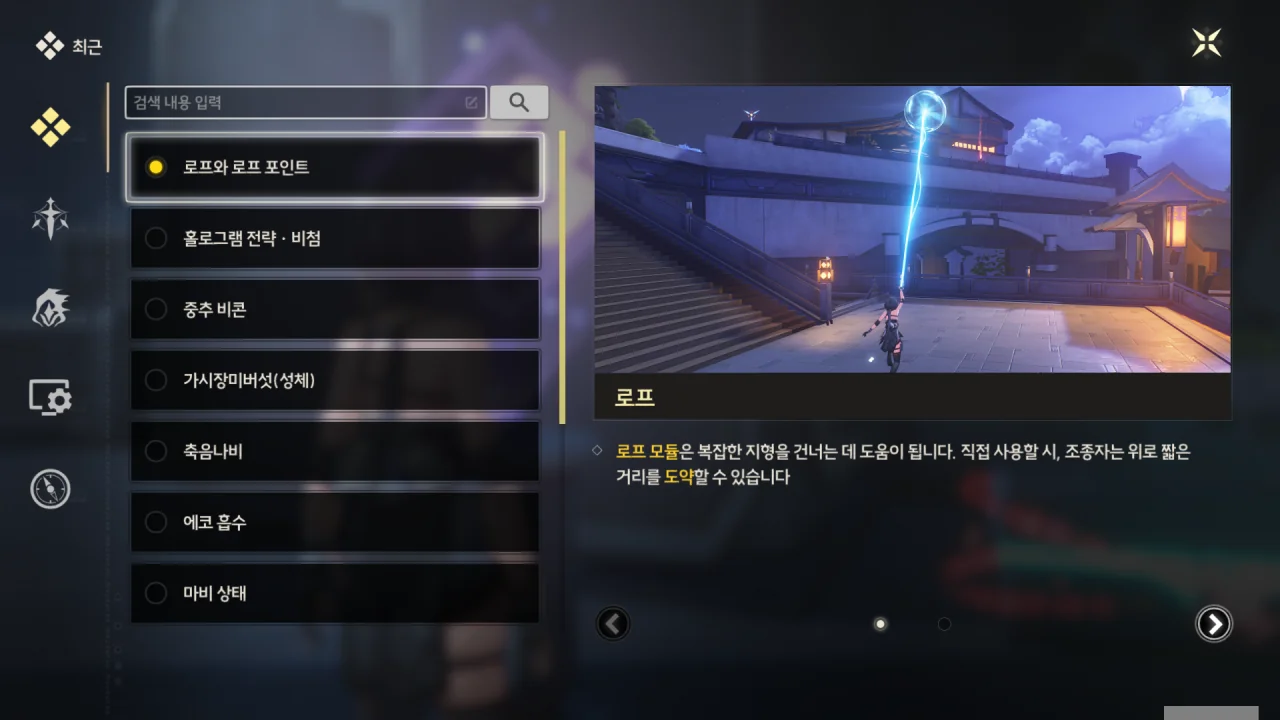 최근
검색 내용 입력
로프와 로프 포인트
홀로그램 전략 · 비첨
중추 비콘
가시장미버섯(성체)
축음나비
에코 흡수
마비 상태
로프
로프 모듈은 복잡한 지형을 건너는 데 도움이 됩니다. 직접 사용할 시, 조종자는 위로 짧은
거리를 도약할 수 있습니다